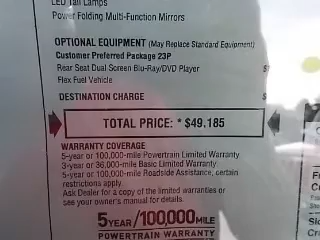 LED Tail Lamps
Power Folding Multi-Function Mirrors
OPTIONAL EQUIPMENT (May Replace Standard Equipment)
Customer Preferred Package 23P
Rear Seat Dual Screen Blu-Ray/DVD Player
Flex Fuel Vehicle
DESTINATION CHARGE
TOTAL PRICE: * $49,185
WARRANTY COVERAGE
5-year or 100,000-mile Powertrain Limited Warranty
3-year or 36,000-mile Basic Limited Warranty
5-year or 100,000-mile Roadside Assistance, certain
restrictions apply.
Ask Dealer for a copy of the limited warranties or
see your owner's manual for details.
5 YEAR/100,000 MILE
POWERTRAIN WARRANTY